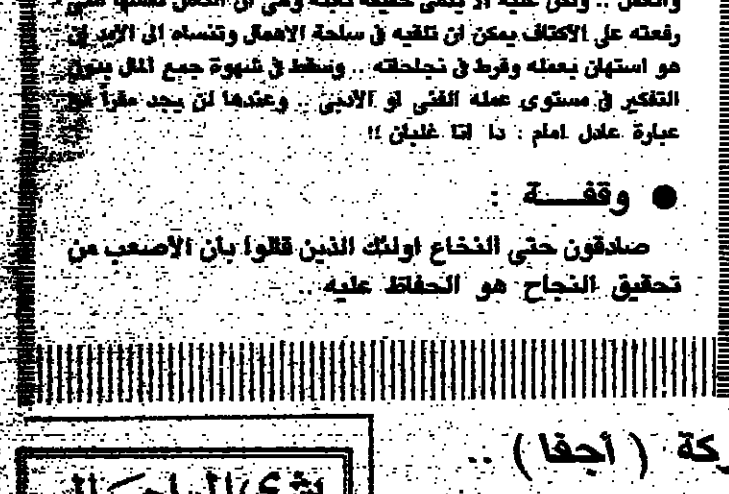 رفعته على الأكتاف يمكن ان تلقيه في ساحة الاهمال وتنساه الى الابد إن
هو استهان بعمله وفرط في نجاحاته .. وسقط في شهوة جمع المال بدون
التفكير في مستوى عمله الفني او الأدبي .. وعندها لن يجد مفراً من
عبارة عادل امام : دا انا غلبان !!
● وقفـــة :
صادقون حتى النخاع اولئك الذين قالوا بأن الأصعب من
تحقيق النجاح هو الحفاظ عليه ..
ركة ( أجفا ) ..